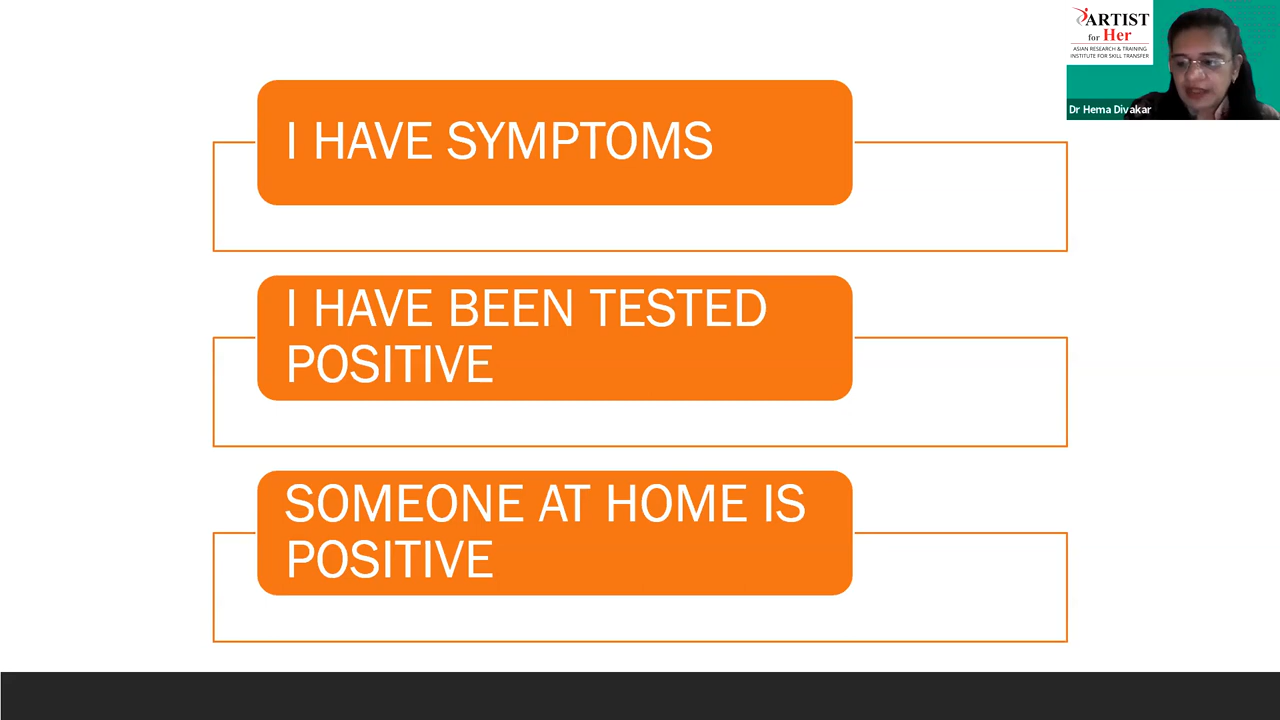 ARTIST
for Her
ASIAN RESEARCH & TRAINING
INSTITUTE FOR SKILL TRANSFER
Dr Hema Divakar
I HAVE SYMPTOMS
I HAVE BEEN TESTED
POSITIVE
SOMEONE AT HOME IS
POSITIVE